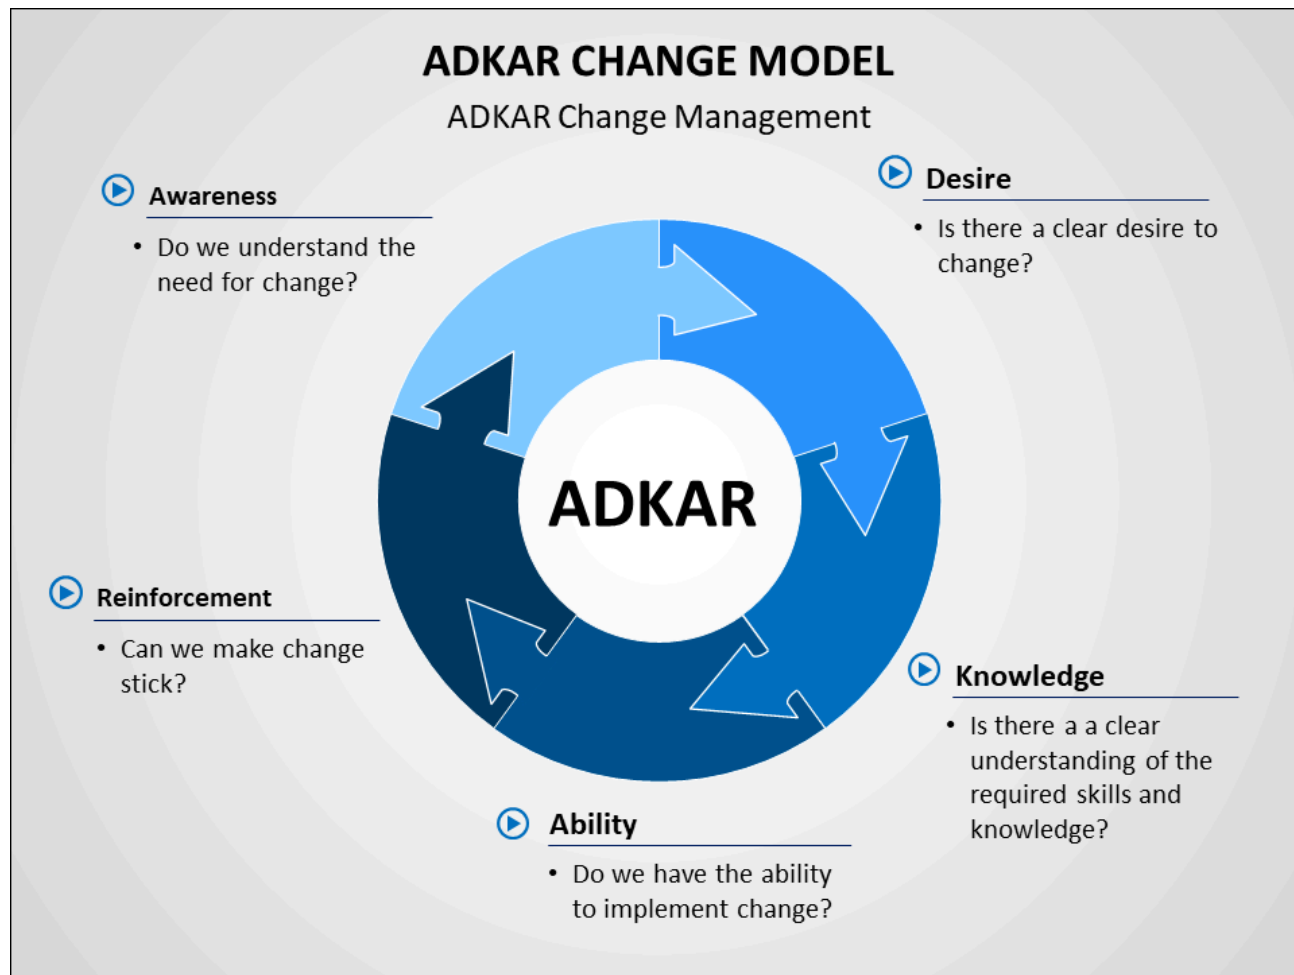 ADKAR CHANGE MODEL
ADKAR Change Management
Awareness
• Do we understand the
need for change?
Desire
• Is there a clear desire to
change?
ADKAR
Reinforcement
• Can we make change
stick?
Knowledge
• Is there a a clear
understanding of the
required skills and
knowledge?
Ability
• Do we have the ability
to implement change?